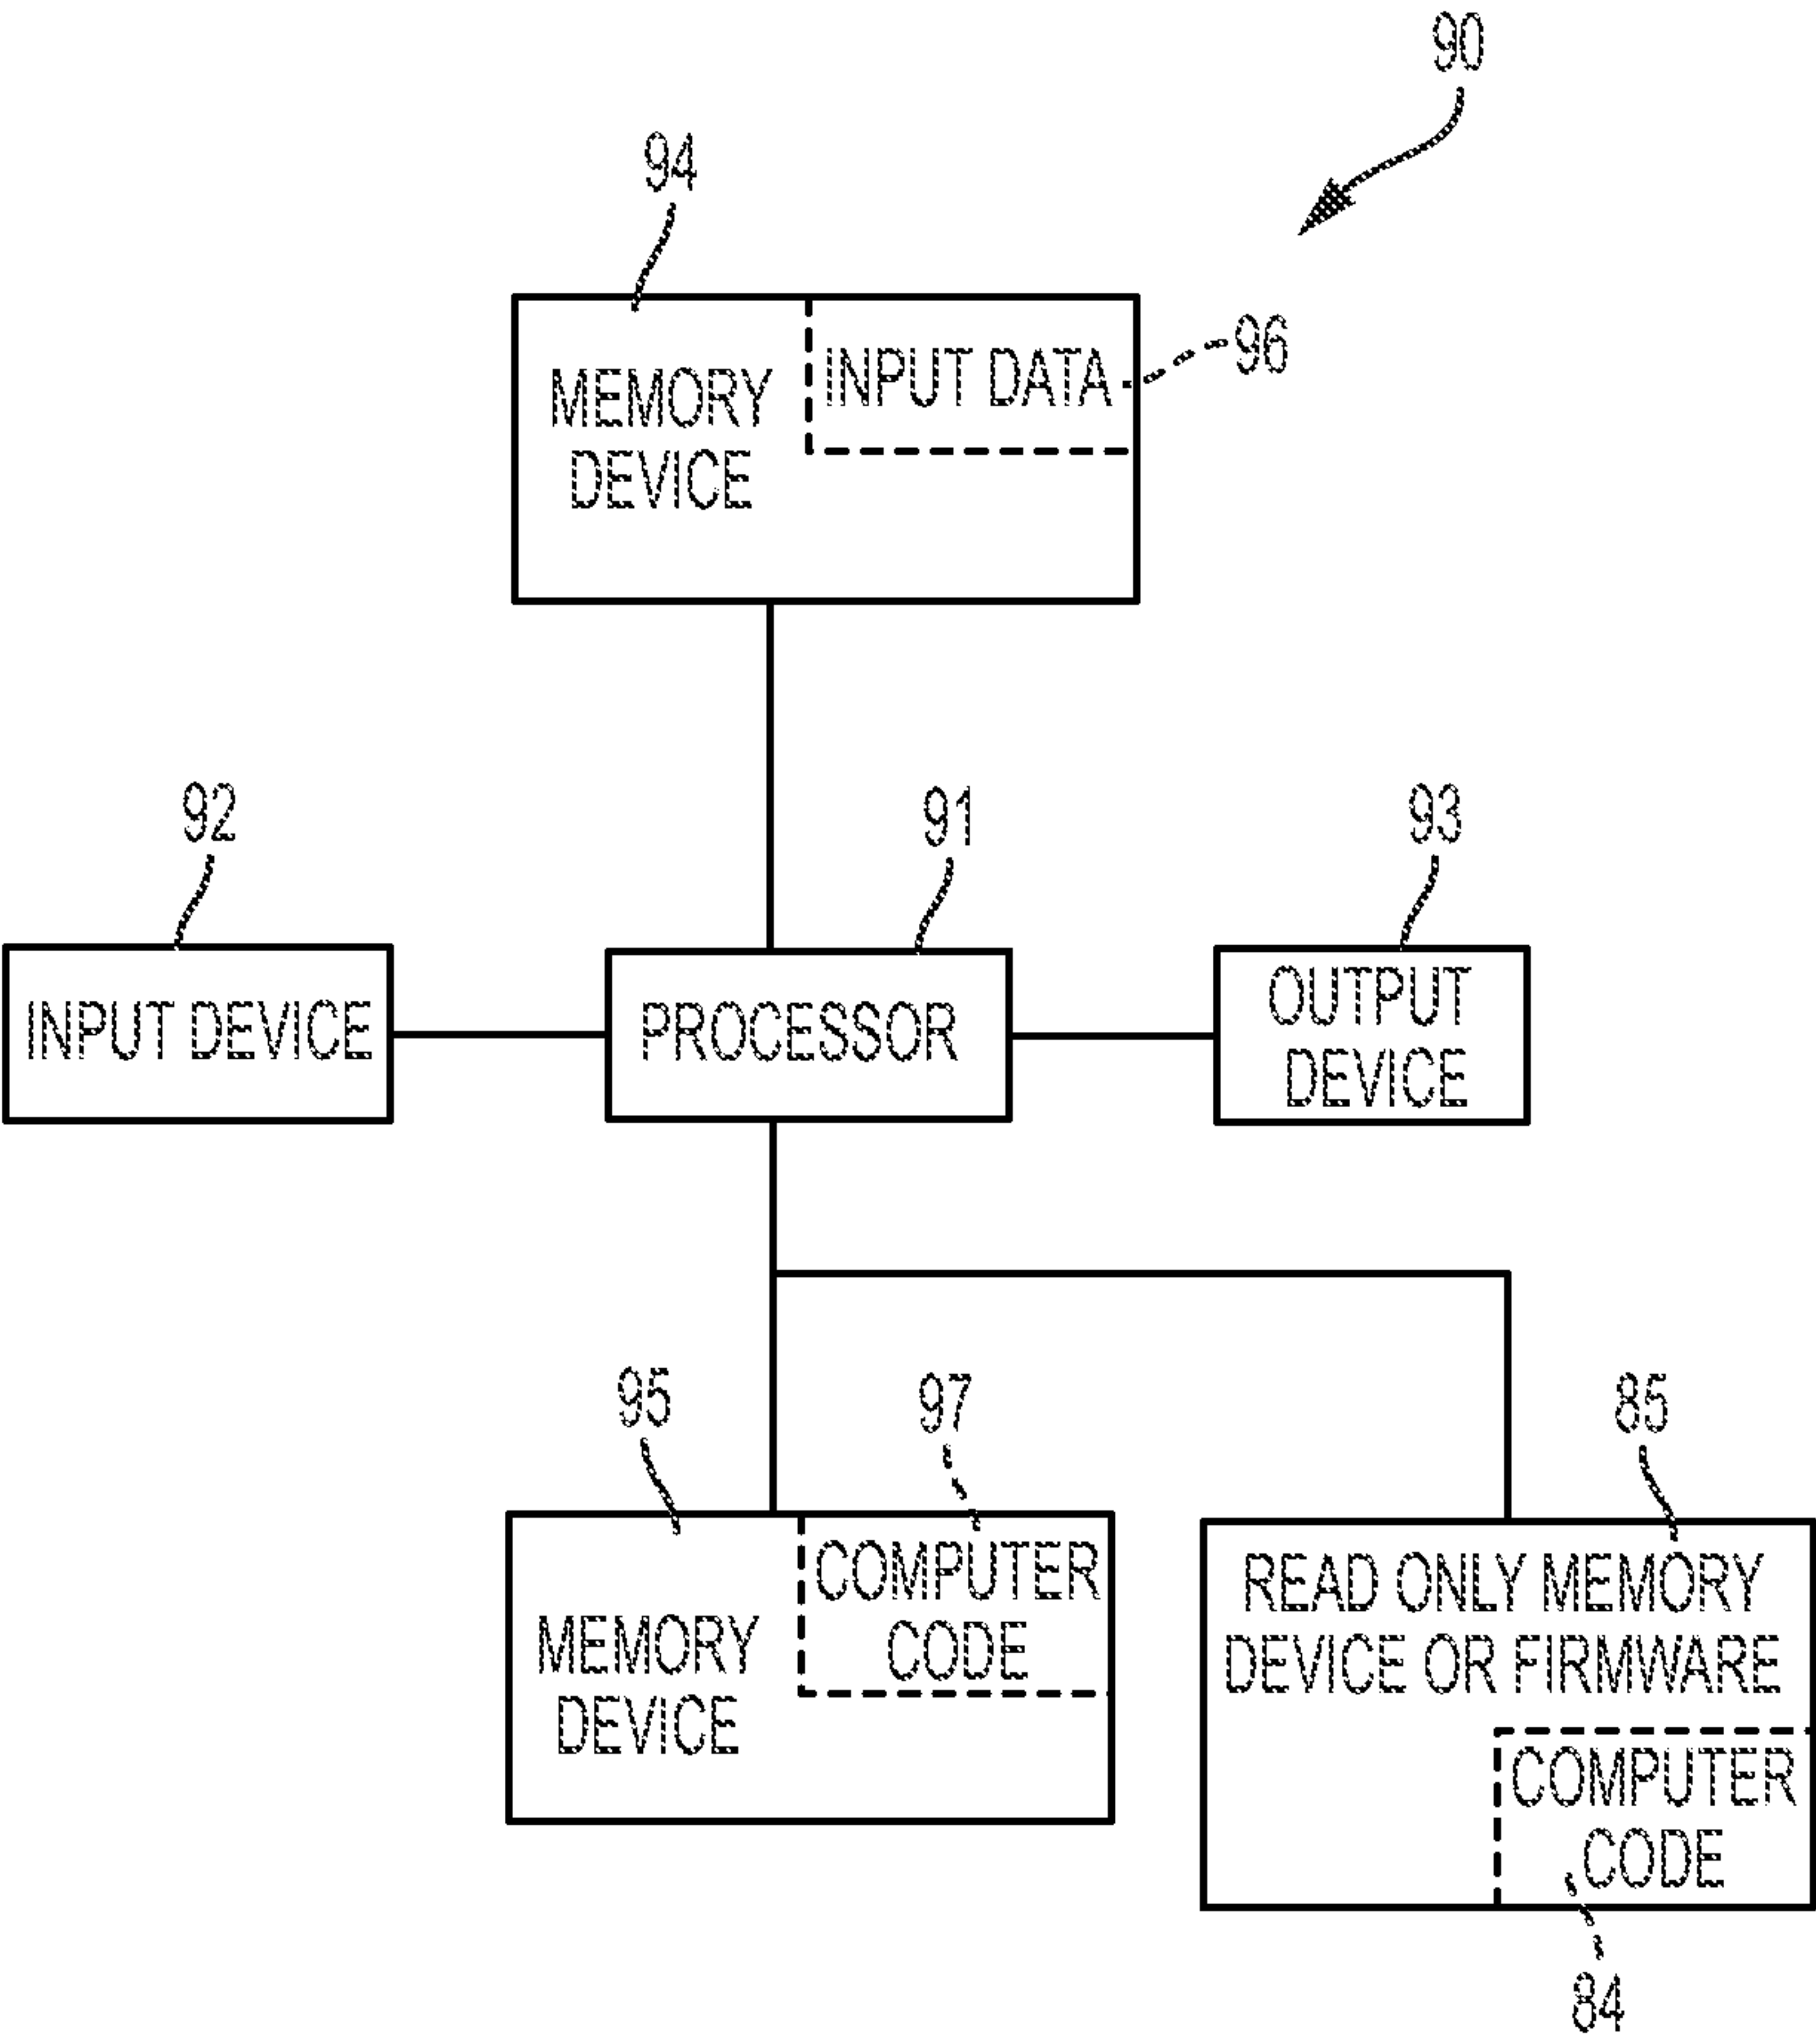 90
94
MEMORY
DEVICE
INPUT DATA
96
92
91
93
INPUT DEVICE
PROCESSOR
OUTPUT
DEVICE
95
97
85
MEMORY
DEVICE
COMPUTER
CODE
READ ONLY MEMORY
DEVICE OR FIRMWARE
COMPUTER
CODE
84